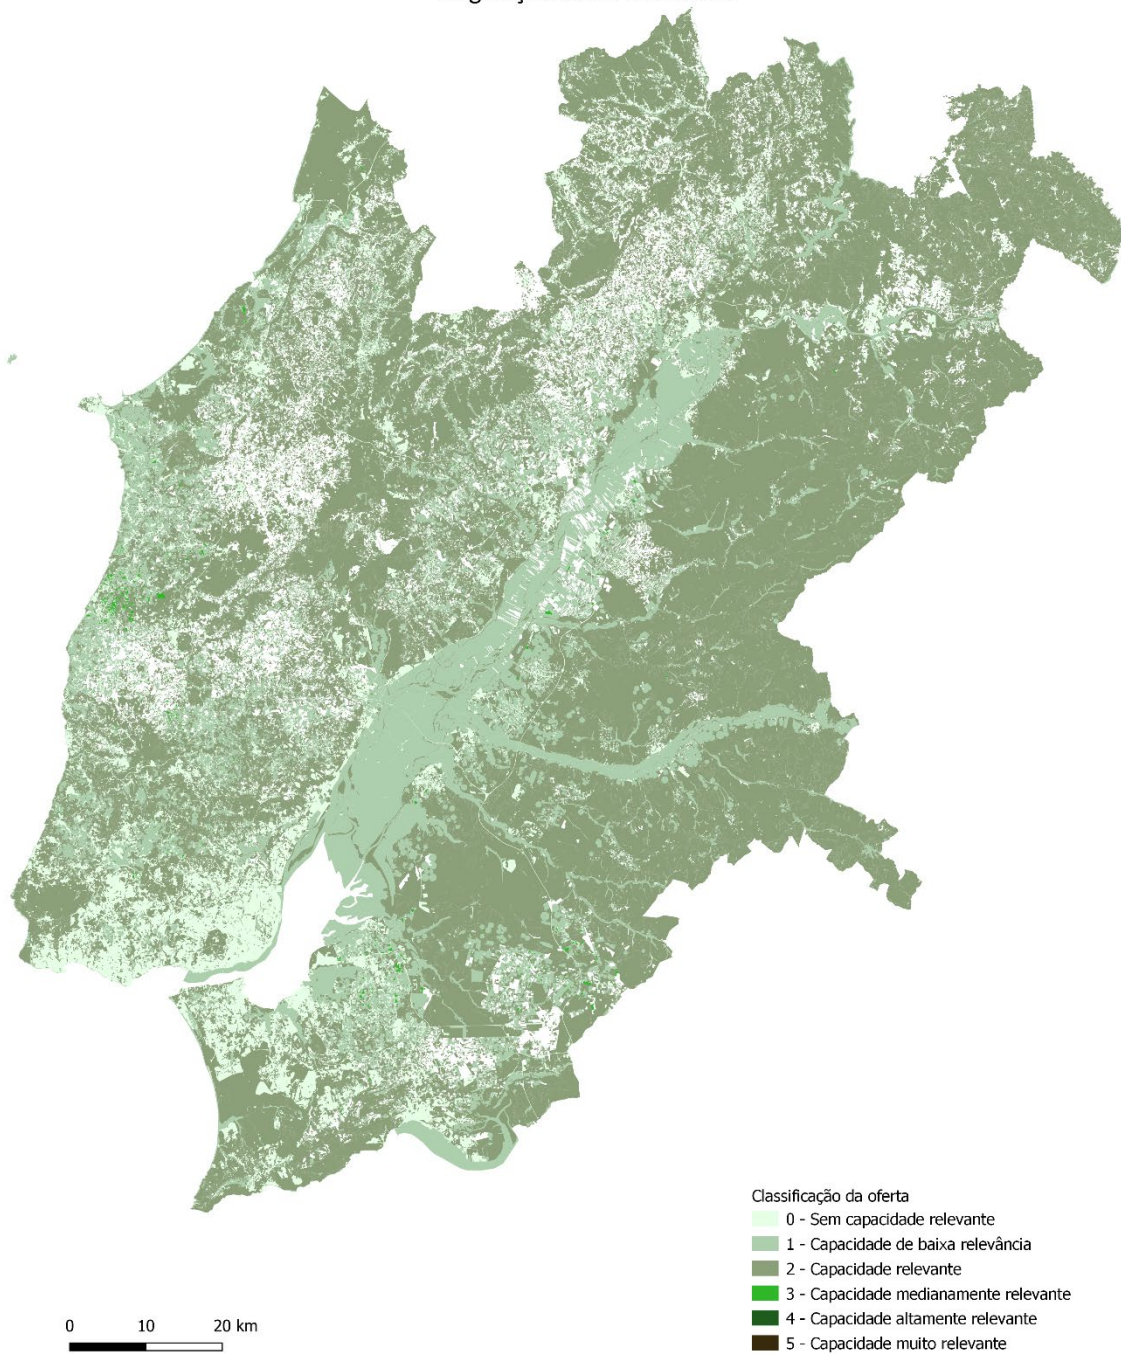 Classificação da oferta
0 - Sem capacidade relevante
1 - Capacidade de baixa relevância
2 - Capacidade relevante
3 - Capacidade medianamente relevante
4 - Capacidade altamente relevante
5 - Capacidade muito relevante
0 10 20 km